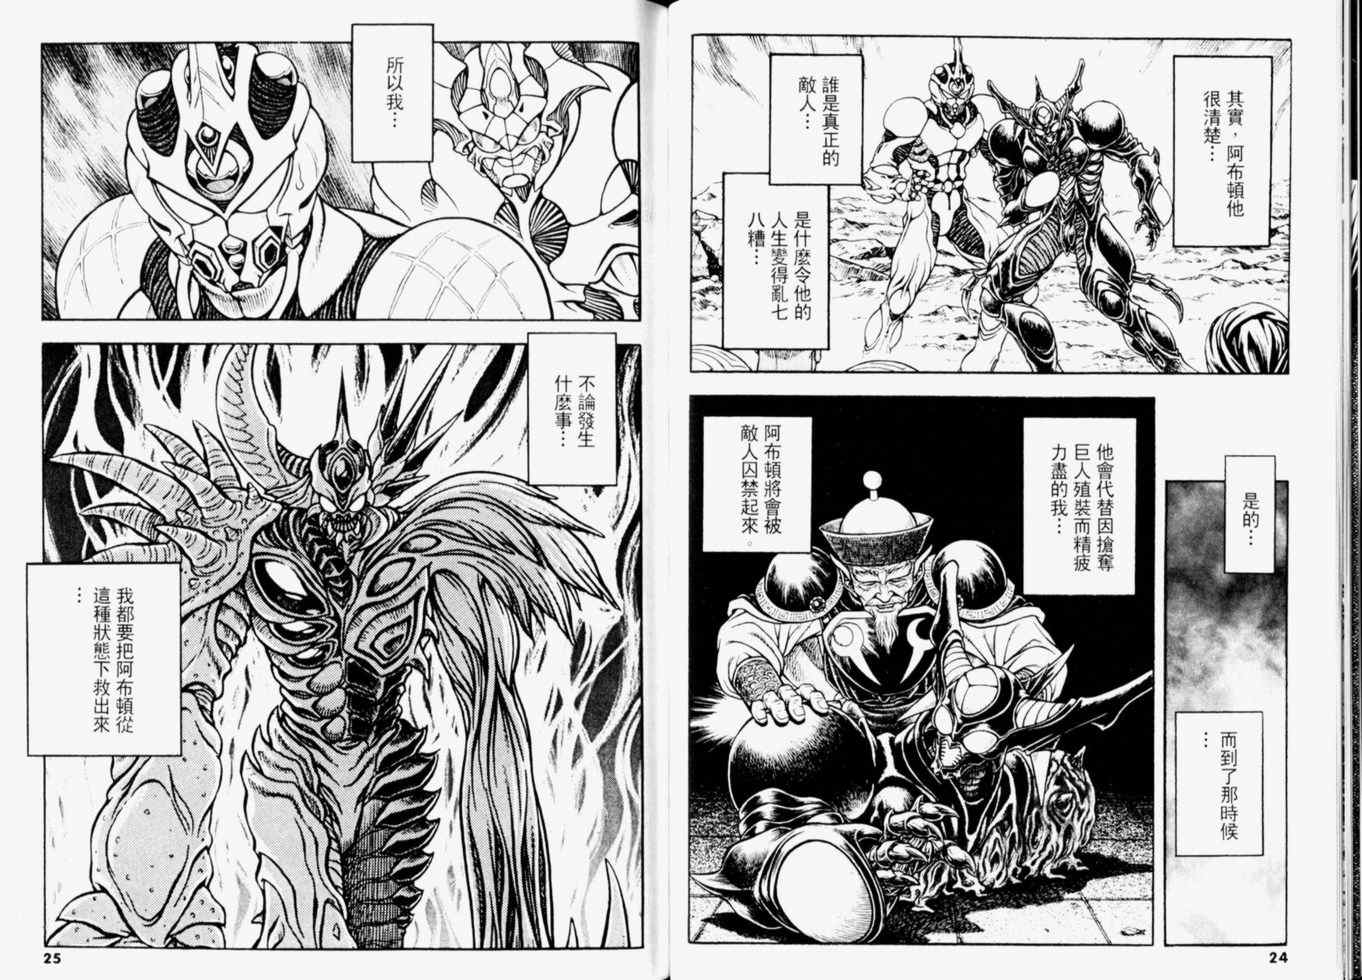 其實，阿布頓他
很清楚…
誰是真正的
敵人…
是什麼令他的
人生變得亂七
八糟…
是的…
而到了那時候
…
他會代替因搶奪
巨人殖裝而精疲
力盡的我…
阿布頓將會被
敵人囚禁起來。
24
所以我…
不論發生
什麼事…
我都要把阿布頓從
這種狀態下救出來
…
25